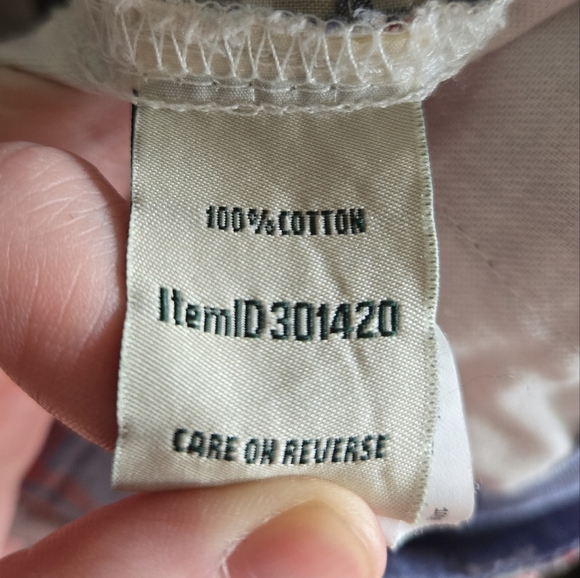 100% COTTON
ItemID 301420
CARE ON REVERSE